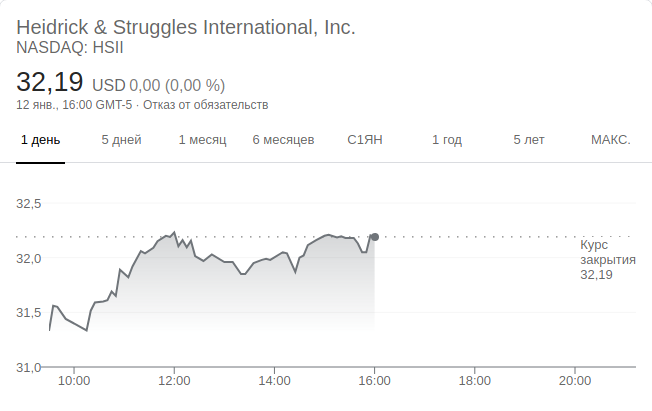 Heidrick & Struggles International, Inc.
NASDAQ: HSII
32,19 USD 0,00 (0,00 %)
12 янв., 16:00 GMT-5 · Отказ от обязательств
1 день 5 дней 1 месяц 6 месяцев С1ЯН 1 год 5 лет МАКС.
32,5
32,0
31,5
31,0
Курс
закрытия
32,19
10:00 12:00 14:00 16:00 18:00 20:00